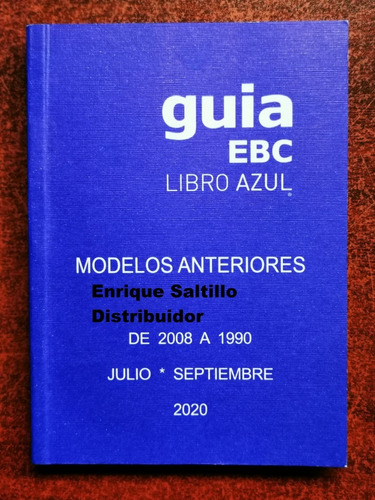 guia
EBC
LIBRO AZUL®
MODELOS ANTERIORES
Enrique Saltillo
Distribuidor
DE 2008 A 1990
JULIO * SEPTIEMBRE
2020